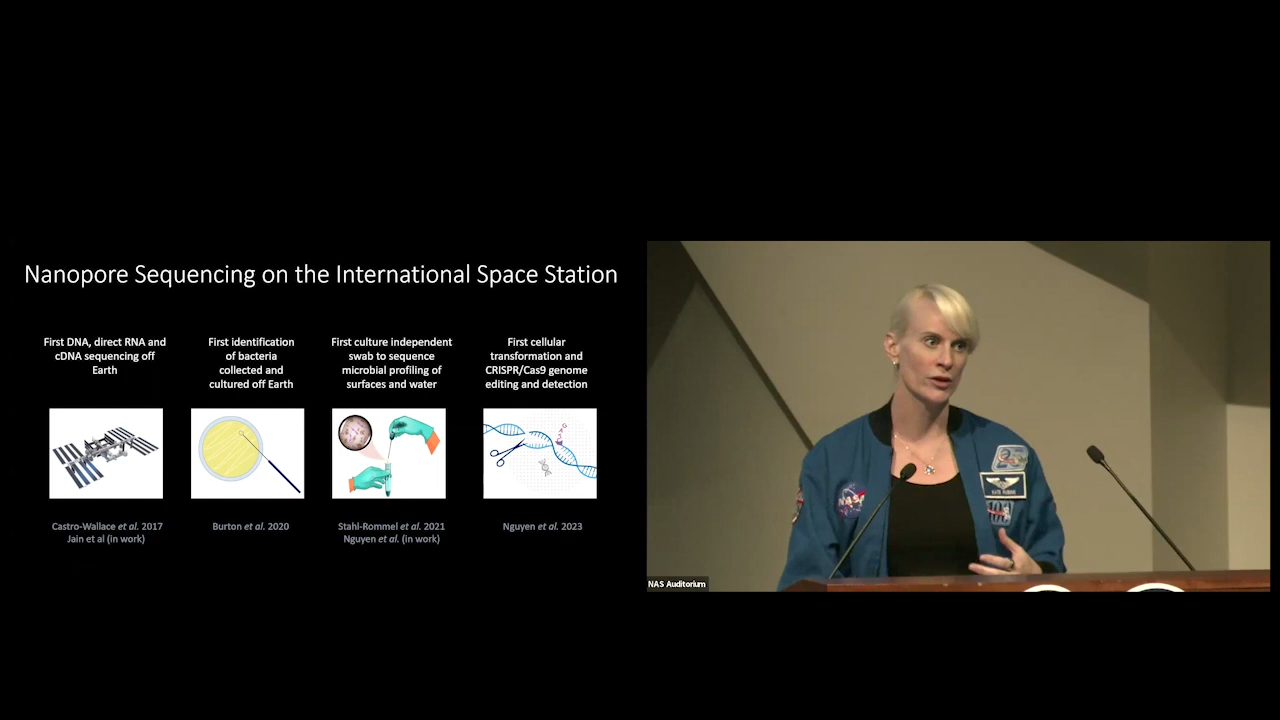 Nanopore Sequencing on the International Space Station
First DNA, direct RNA and
cDNA sequencing off
Earth
First identification
of bacteria
collected and
cultured off Earth
First culture independent
swab to sequence
microbial profiling of
surfaces and water
First cellular
transformation and
CRISPR/Cas9 genome
editing and detection
Castro-Wallace et al. 2017
Jain et al (in work)
Burton et al. 2020
Stahl-Rommel et al. 2021
Nguyen et al. (in work)
Nguyen et al. 2023
NASA
KATE RUBINS
NAS Auditorium